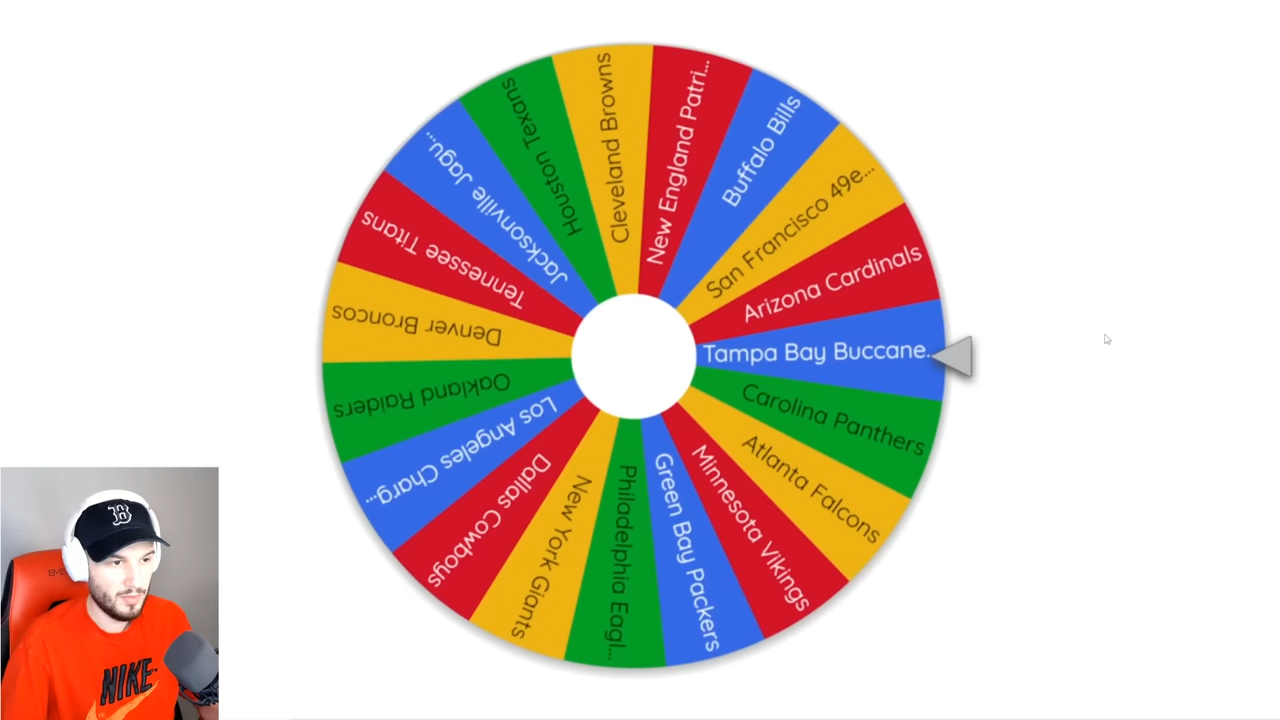 Cleveland Browns
New England Patri...
Buffalo Bills
San Francisco 49e...
Arizona Cardinals
Tampa Bay Buccane..
Carolina Panthers
Atlanta Falcons
Minnesota Vikings
Green Bay Packers
Philadelphia Eagl...
New York Giants
Dallas Cowboys
Los Angeles Charg...
Oakland Raiders
Denver Broncos
Tennessee Titans
Jacksonville Jagu...
Houston Texans
B
NIKE